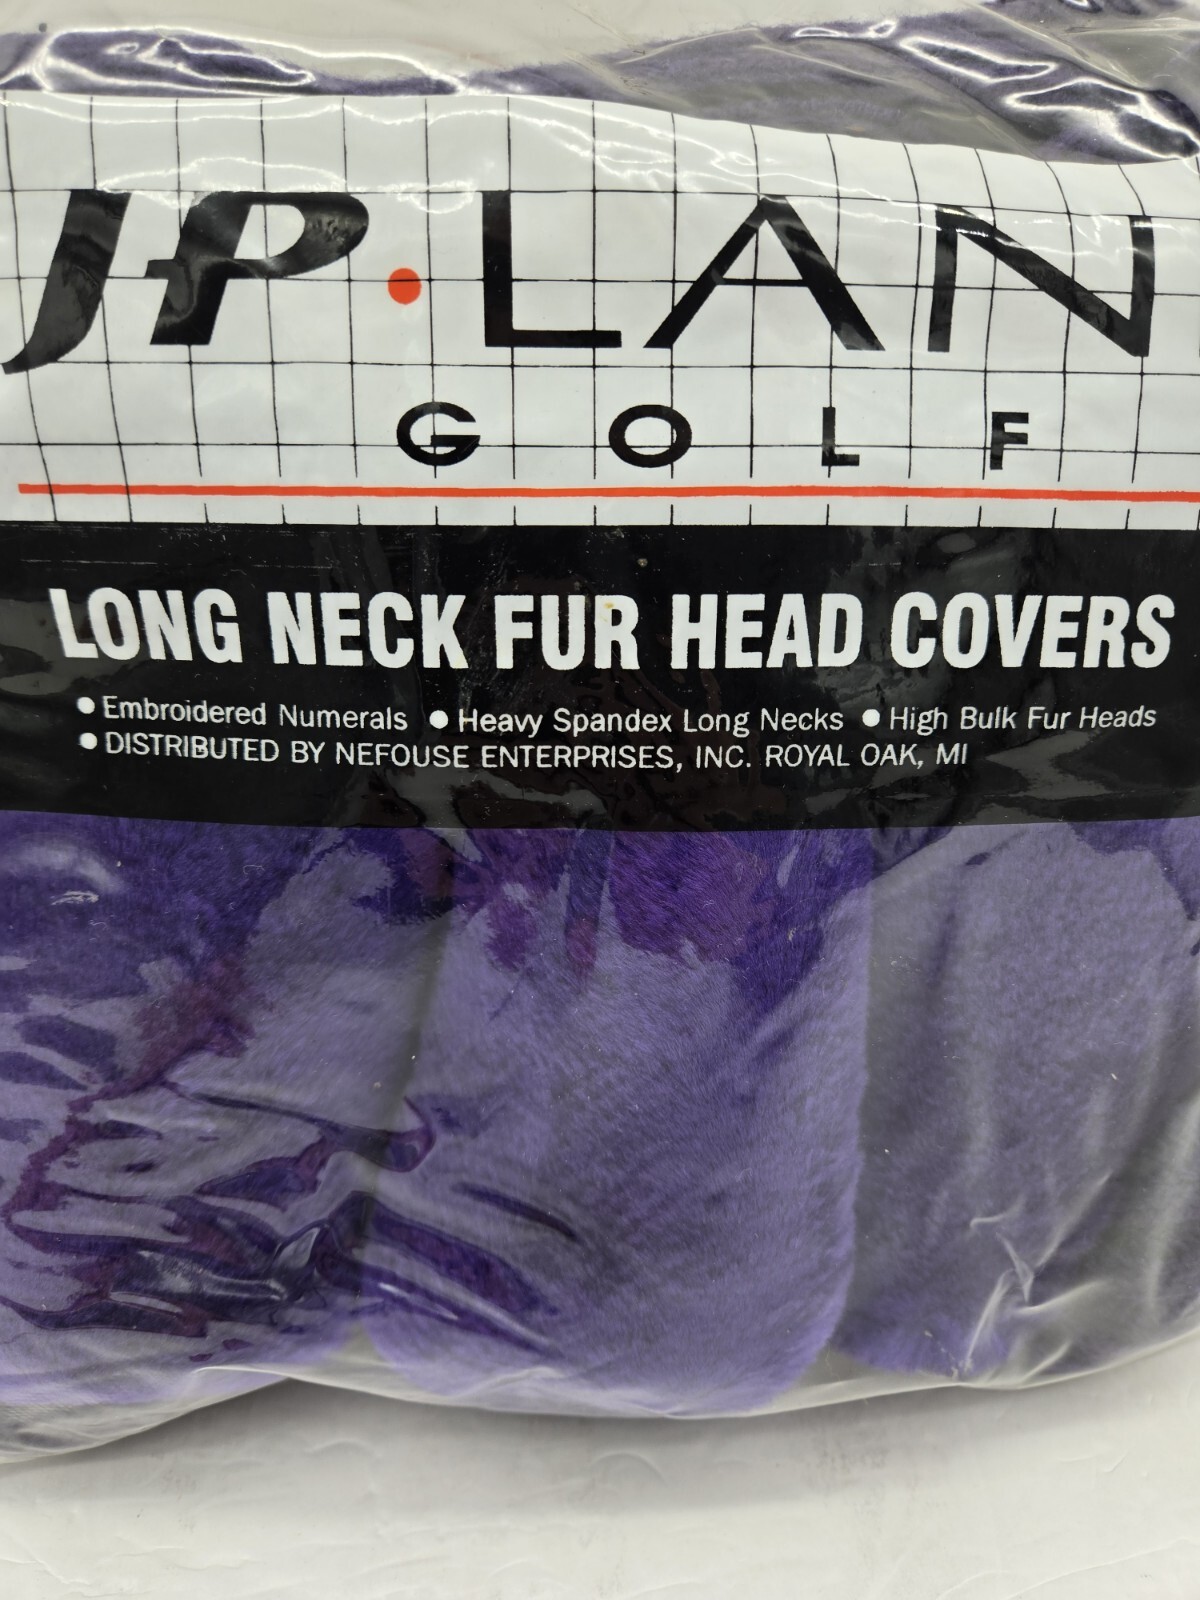 JP•LAN
GOLF
LONG NECK FUR HEAD COVERS
• Embroidered Numerals • Heavy Spandex Long Necks • High Bulk Fur Heads
• DISTRIBUTED BY NEFOUSE ENTERPRISES, INC. ROYAL OAK, MI